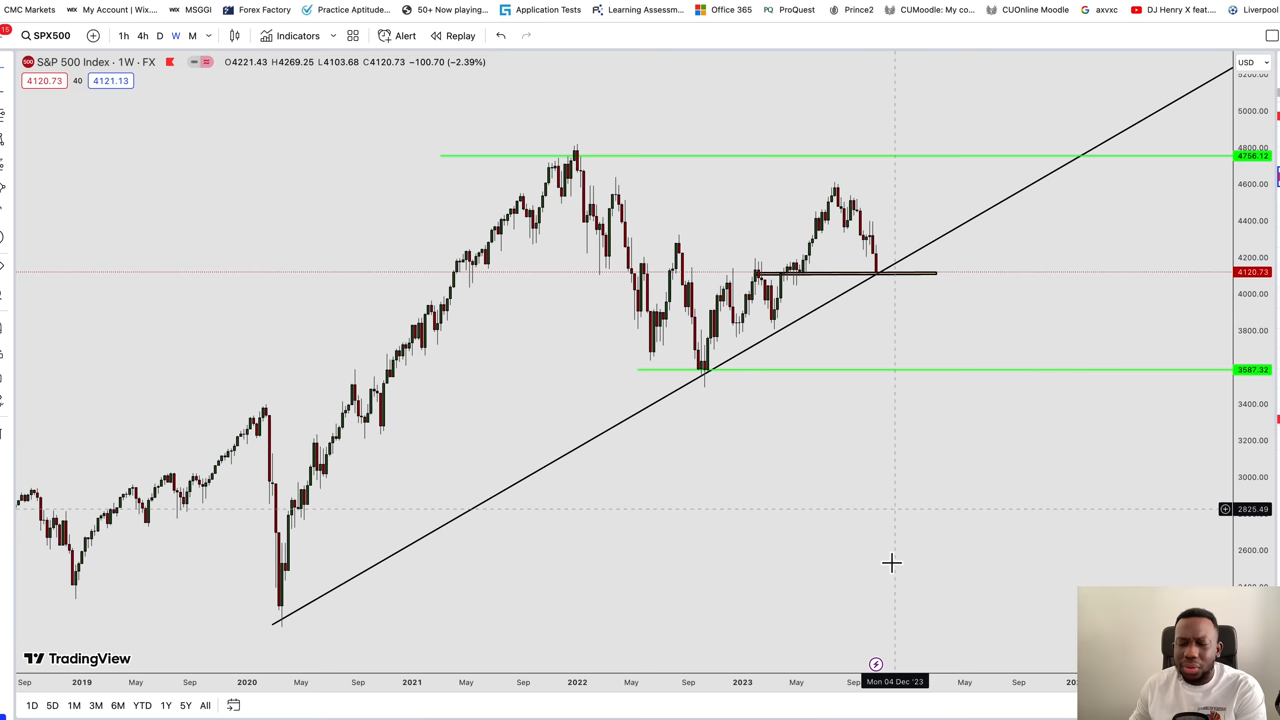 CMC Markets My Account | Wix.... MSGGI Forex Factory Practice Aptitude... 50+ Now playing... Application Tests Learning Assessm... Office 365 ProQuest Prince2 CUMoodle: My co... CUOnline Moodle axvxc DJ Henry X feat.... Liverpool
15 SPX500 1h 4h D W M Indicators Alert Replay
S&P 500 Index · 1W · FX O4221.43 H4269.25 L4103.68 C4120.73 −100.70 (−2.39%) USD
4120.73 40 4121.13
5200.00
5000.00
4800.00
4756.12
4600.00
4400.00
4200.00
4120.73
4000.00
3800.00
3587.32
3400.00
3200.00
3000.00
2825.49
2600.00
TradingView
Sep 2019 May Sep 2020 May Sep 2021 May Sep 2022 May Sep 2023 May Sep Mon 04 Dec '23 May Sep
1D 5D 1M 3M 6M YTD 1Y 5Y All